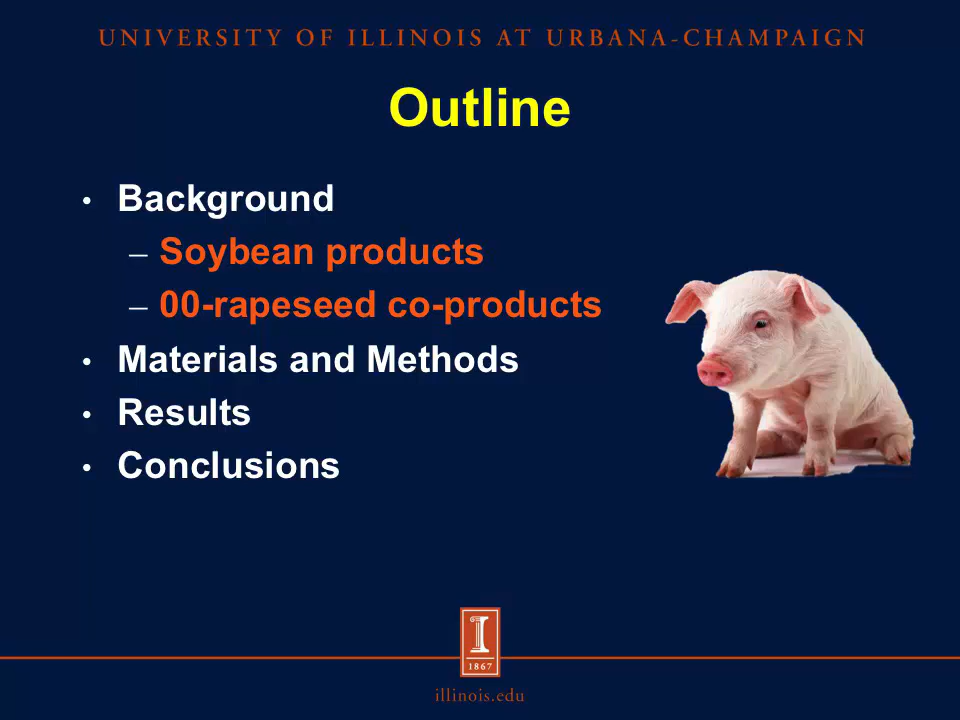 UNIVERSITY OF ILLINOIS AT URBANA-CHAMPAIGN
Outline
• Background
– Soybean products
– 00-rapeseed co-products
• Materials and Methods
• Results
• Conclusions
I
1867
illinois.edu